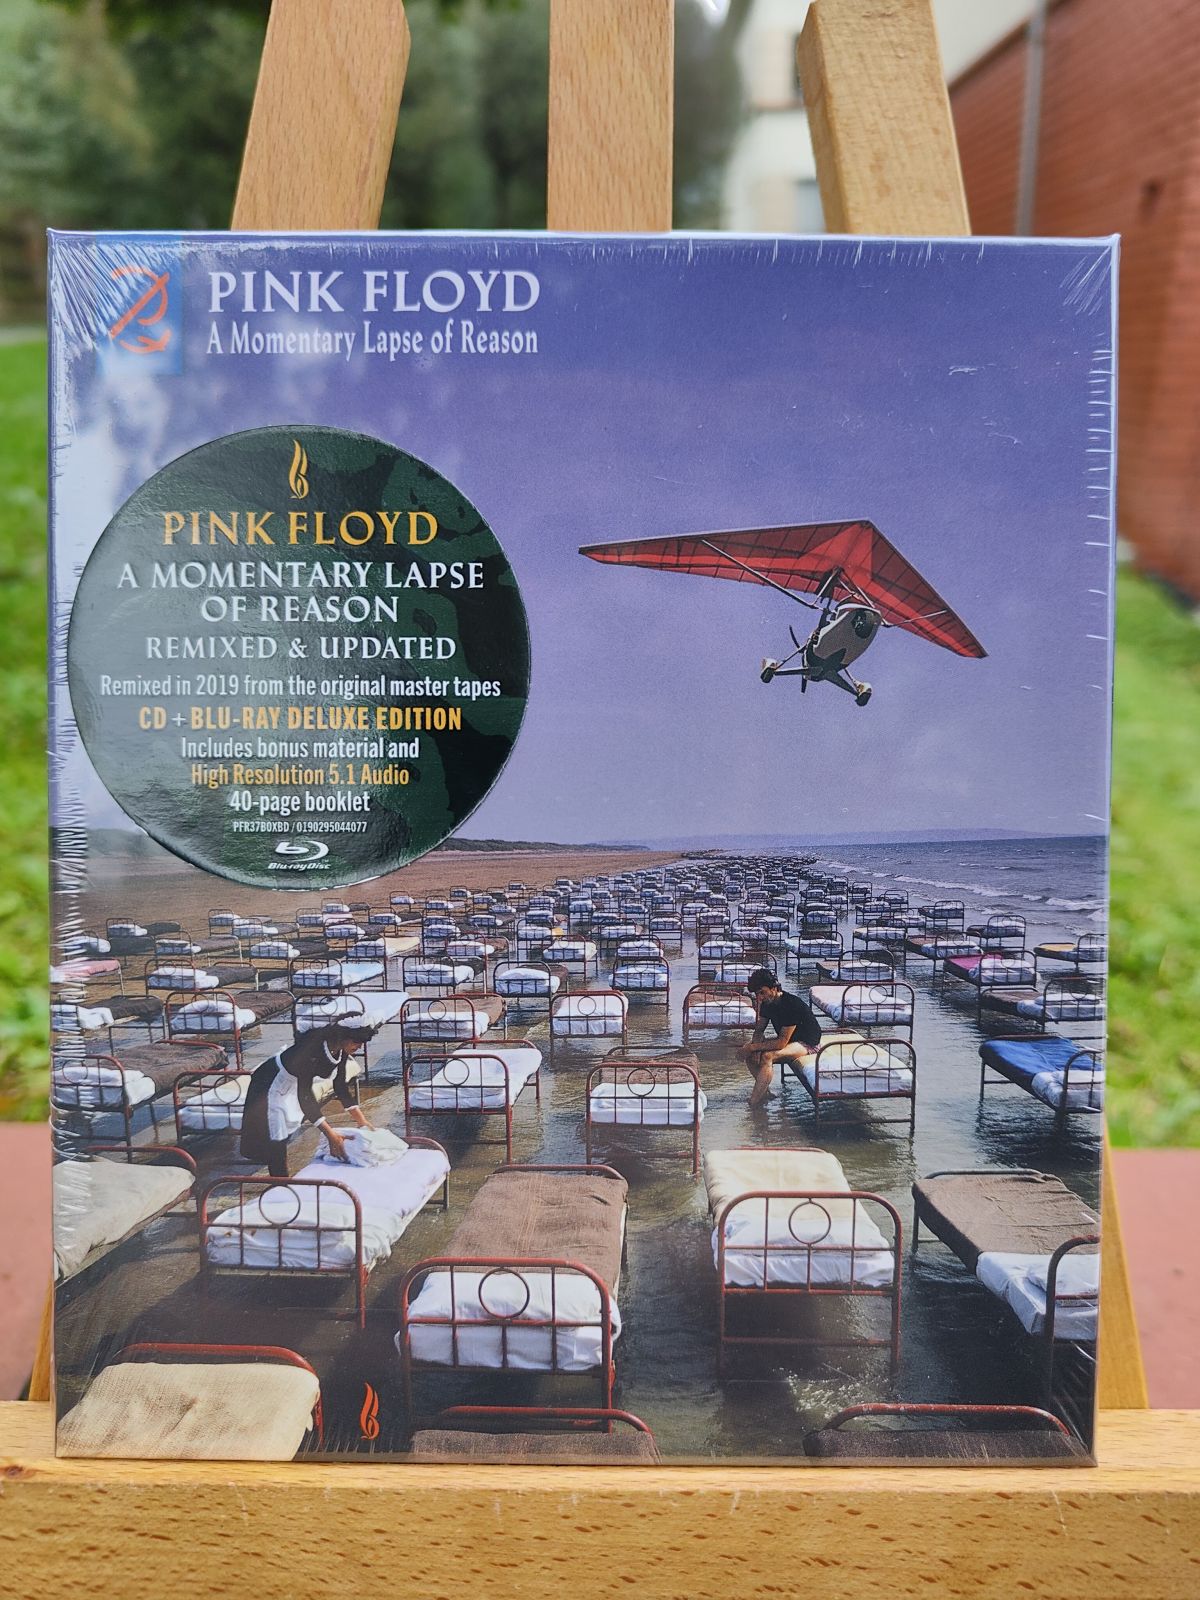 PINK FLOYD
A Momentary Lapse of Reason
PINK FLOYD
A MOMENTARY LAPSE
OF REASON
REMIXED & UPDATED
Remixed in 2019 from the original master tapes
CD + BLU-RAY DELUXE EDITION
Includes bonus material and
High Resolution 5.1 Audio
40-page booklet
PFR37BOXBD / 0190295044077
Blu-ray Disc™